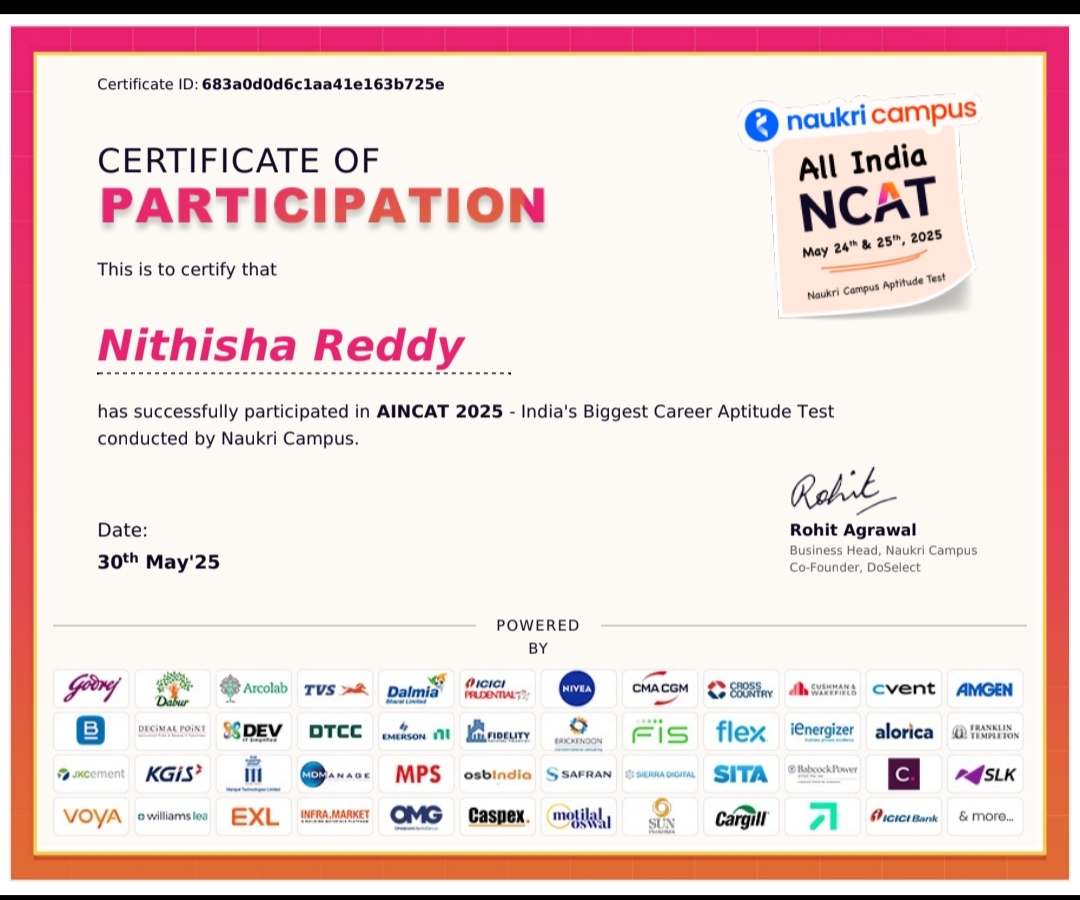 Certificate ID: 683a0d0d6c1aa41e163b725e
naukri campus
All India
NCAT
May 24th & 25th, 2025
Naukri Campus Aptitude Test
CERTIFICATE OF
PARTICIPATION
This is to certify that
Nithisha Reddy
has successfully participated in AINCAT 2025 - India's Biggest Career Aptitude Test
conducted by Naukri Campus.
Rohit
Rohit Agrawal
Business Head, Naukri Campus
Co-Founder, DoSelect
Date:
30th May'25
POWERED
BY
Godrej Dabur Arcolab TVS Dalmia Bharat Limited ICICI PRUDENTIAL NIVEA CMA CGM CROSS COUNTRY CUSHMAN & WAKEFIELD cvent AMGEN
B DECIMAL POINT DEV IT Simplified DTCC EMERSON ni FIDELITY BRICKENDON FIS flex iEnergizer alorica FRANKLIN TEMPLETON
JKCement KGiS MDMANAGE MPS osbIndia SAFRAN SIERRA DIGITAL SITA BabcockPower C. SLK
VOYA williams lea EXL INFRA.MARKET OMG Caspex. motilal oswal SUN Cargill ICICI Bank & more...